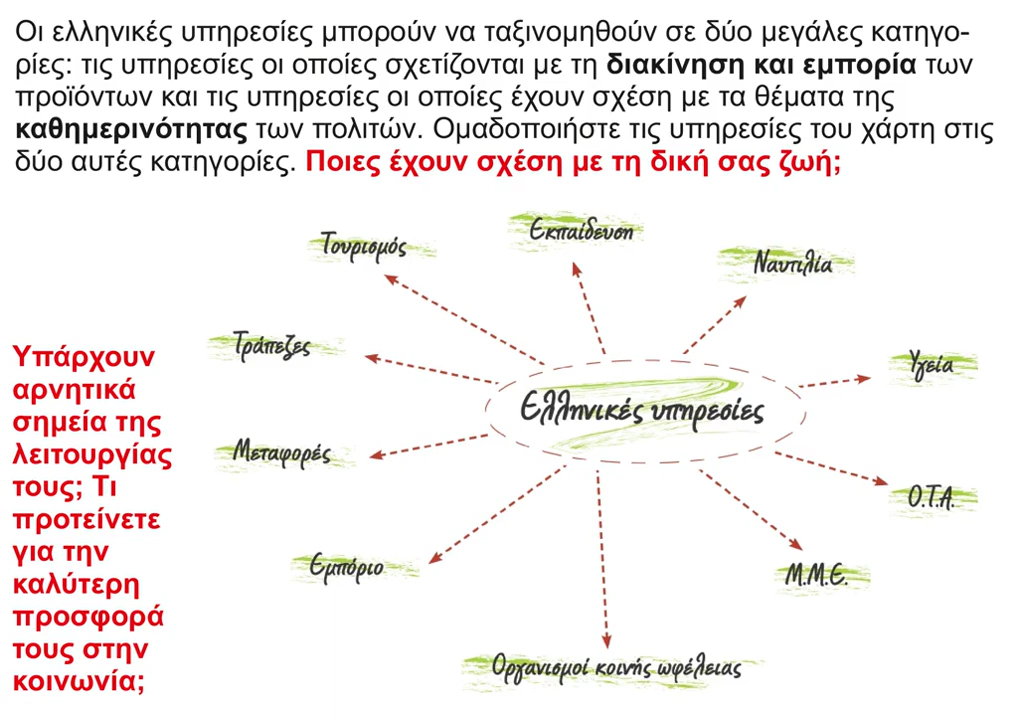 Οι ελληνικές υπηρεσίες μπορούν να ταξινομηθούν σε δύο μεγάλες κατηγο-
ρίες: τις υπηρεσίες οι οποίες σχετίζονται με τη διακίνηση και εμπορία των
προϊόντων και τις υπηρεσίες οι οποίες έχουν σχέση με τα θέματα της
καθημερινότητας των πολιτών. Ομαδοποιήστε τις υπηρεσίες του χάρτη στις
δύο αυτές κατηγορίες. Ποιες έχουν σχέση με τη δική σας ζωή;
Εκπαίδευση
Τουρισμός
Ναυτιλία
Τράπεζες
Υγεία
Ελληνικές υπηρεσίες
Μεταφορές
Ο.Τ.Α.
Εμπόριο
Μ.Μ.Ε.
Οργανισμοί κοινής ωφέλειας
Υπάρχουν
αρνητικά
σημεία της
λειτουργίας
τους; Τι
προτείνετε
για την
καλύτερη
προσφορά
τους στην
κοινωνία;